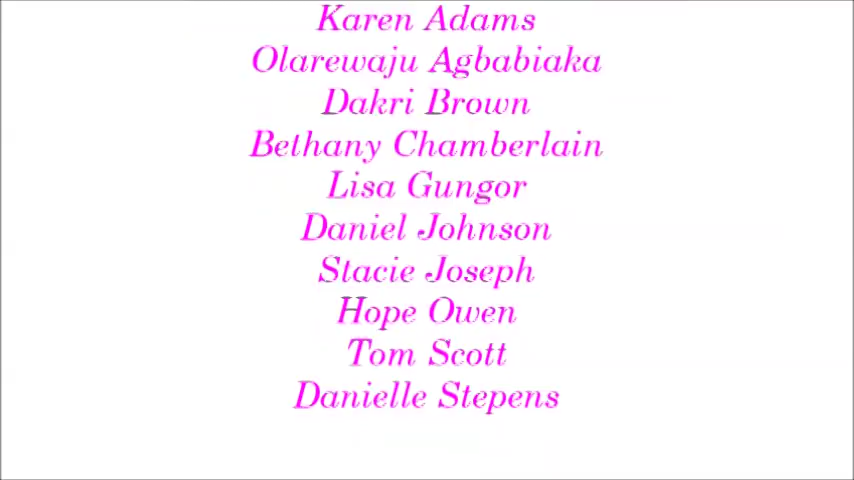 Karen Adams
Olarewaju Agbabiaka
Dakri Brown
Bethany Chamberlain
Lisa Gungor
Daniel Johnson
Stacie Joseph
Hope Owen
Tom Scott
Danielle Stepens